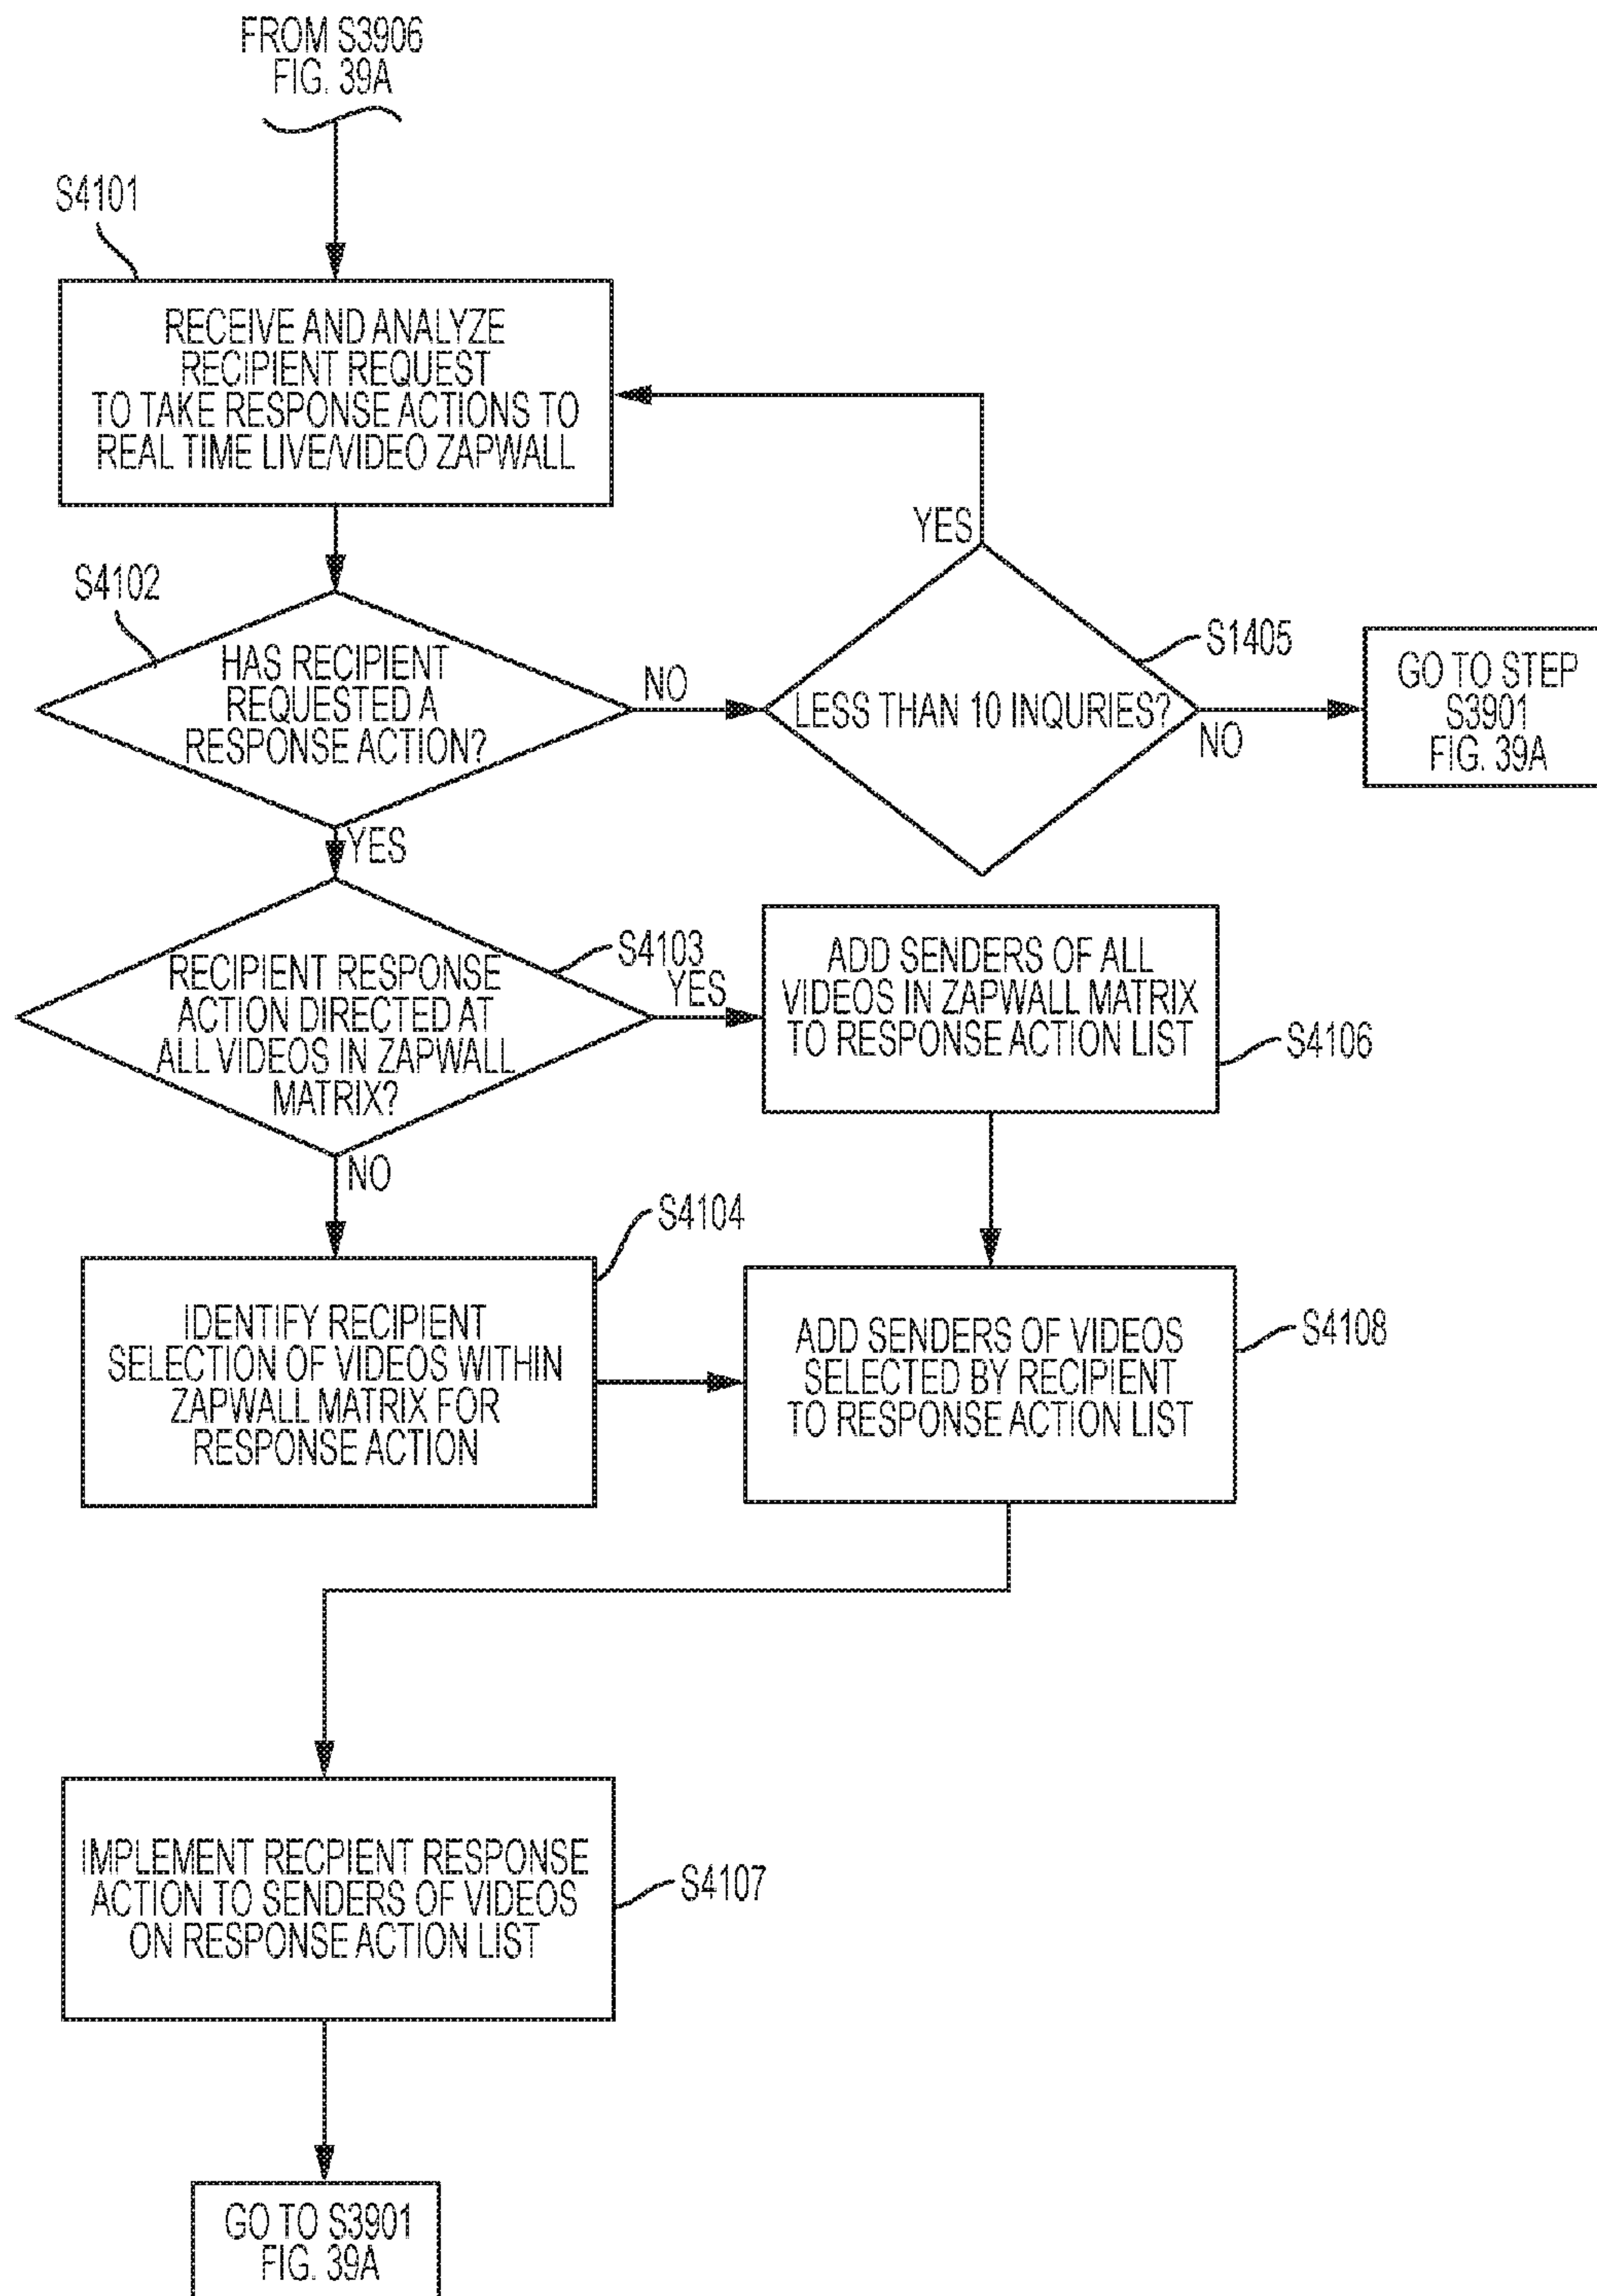 FROM S3906
FIG. 39A
S4101
RECEIVE AND ANALYZE
RECIPIENT REQUEST
TO TAKE RESPONSE ACTIONS TO
REAL TIME LIVE/VIDEO ZAPWALL
S4102
HAS RECIPIENT
REQUESTED A
RESPONSE ACTION?
NO
YES
YES
LESS THAN 10 INQURIES?
S1405
NO
GO TO STEP
S3901
FIG. 39A
RECIPIENT RESPONSE
ACTION DIRECTED AT
ALL VIDEOS IN ZAPWALL
MATRIX?
S4103
YES
NO
ADD SENDERS OF ALL
VIDEOS IN ZAPWALL MATRIX
TO RESPONSE ACTION LIST
S4106
S4104
IDENTIFY RECIPIENT
SELECTION OF VIDEOS WITHIN
ZAPWALL MATRIX FOR
RESPONSE ACTION
ADD SENDERS OF VIDEOS
SELECTED BY RECIPIENT
TO RESPONSE ACTION LIST
S4108
IMPLEMENT RECPIENT RESPONSE
ACTION TO SENDERS OF VIDEOS
ON RESPONSE ACTION LIST
S4107
GO TO S3901
FIG. 39A